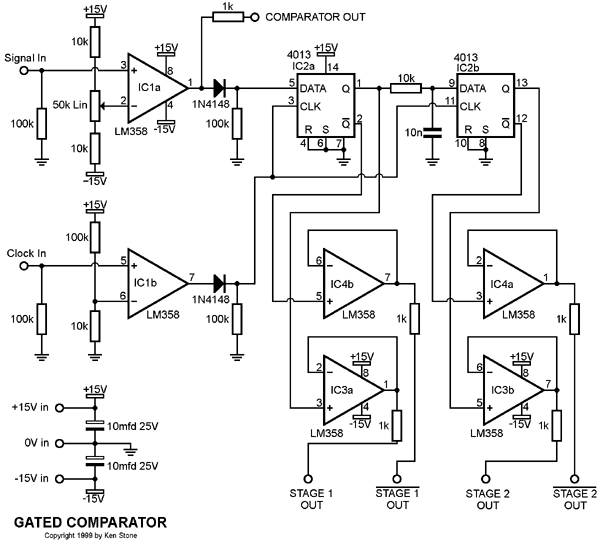 1k
COMPARATOR OUT
+15V
+15V
+15V
Signal In
10k
4013
IC2a
14
4013
IC2b
3
8
IC1a
1
5
DATA
Q
1
10k
9
DATA
Q
13
50k Lin
2
4
1N4148
3
CLK
11
CLK
-15V
LM358
100k
10k
100k
Q
2
10n
Q
12
R
S
4
6
7
R
S
10
8
-15V
+15V
100k
Clock In
5
IC1b
7
6
1N4148
LM358
100k
10k
100k
6
IC4b
7
5
LM358
1k
2
IC4a
1
3
LM358
1k
+15V
2
8
IC3a
1
3
4
-15V
LM358
1k
+15V
6
8
IC3b
7
5
4
-15V
LM358
1k
+15V
+15V in
10mfd 25V
0V in
10mfd 25V
-15V in
-15V
STAGE 1
OUT
STAGE 1
OUT
STAGE 2
OUT
STAGE 2
OUT
GATED COMPARATOR
Copyright 1999 by Ken Stone